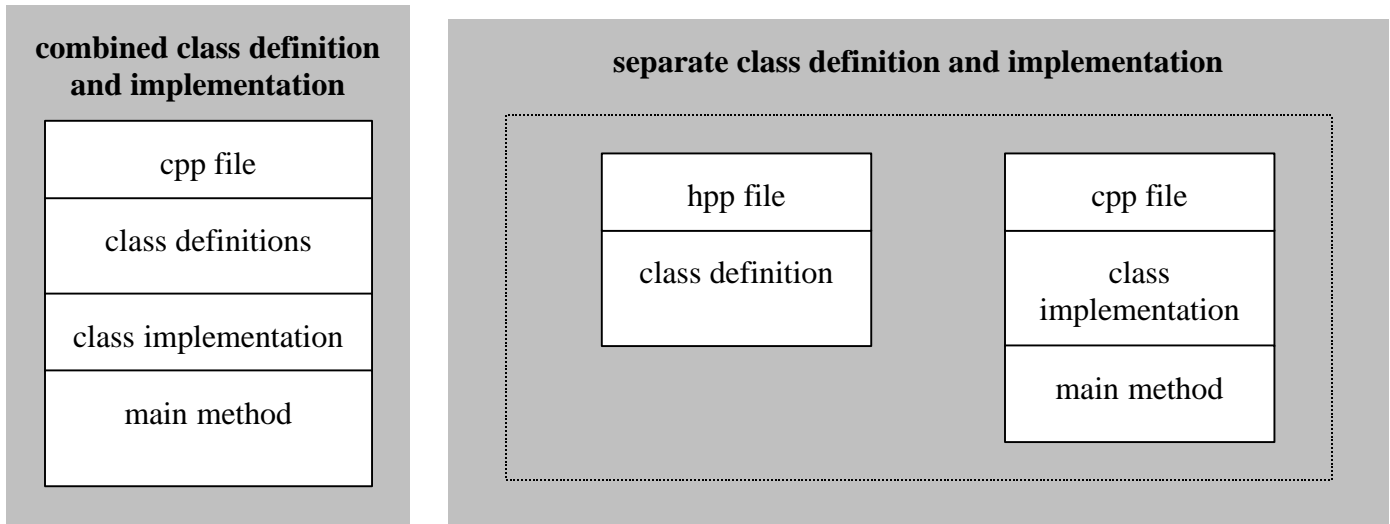 combined class definition
and implementation
cpp file
class definitions
class implementation
main method
separate class definition and implementation
hpp file
class definition
cpp file
class
implementation
main method